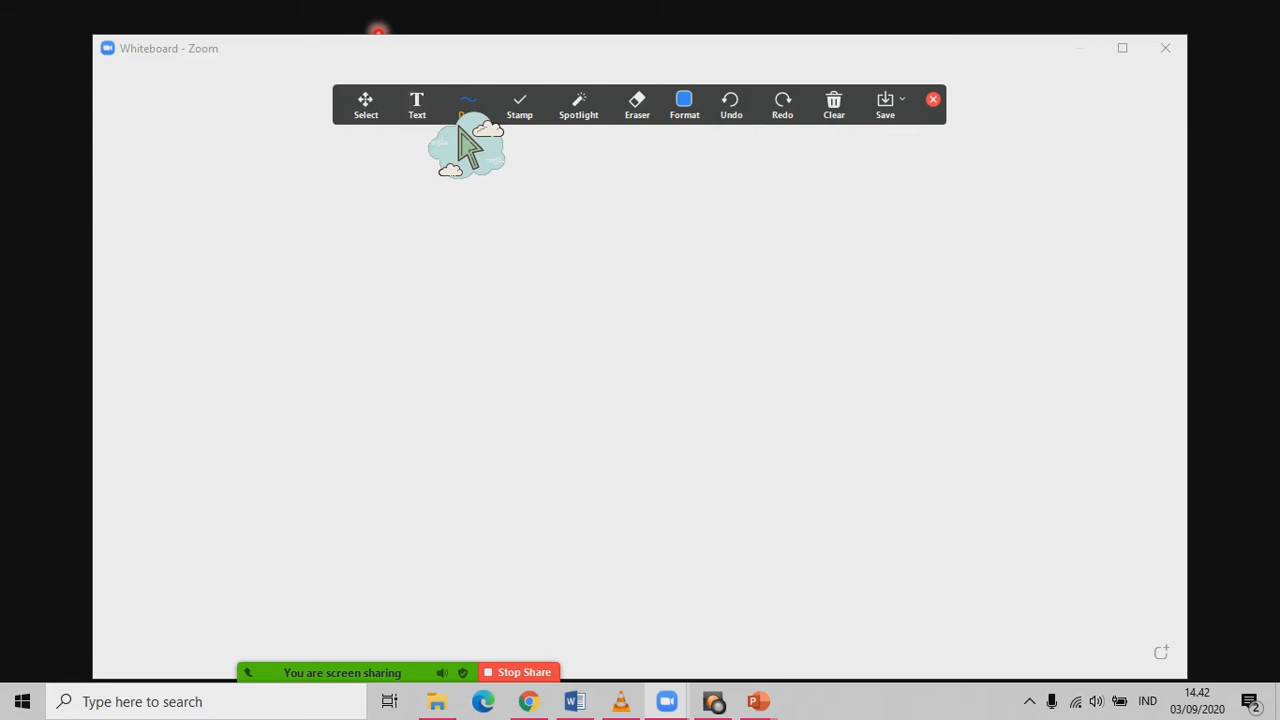 Whiteboard - Zoom
Select
Text
Stamp
Spotlight
Eraser
Format
Undo
Redo
Clear
Save
You are screen sharing
Stop Share
Type here to search
IND
14.42
03/09/2020
2